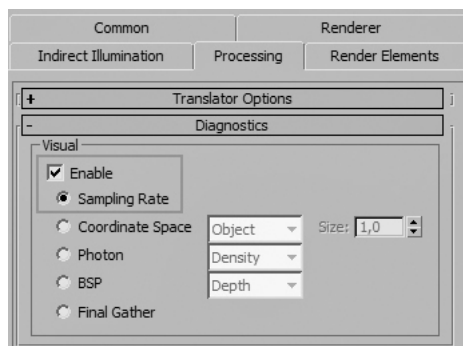 Common Renderer
Indirect Illumination Processing Render Elements
+ Translator Options
- Diagnostics
Visual
Enable
Sampling Rate
Coordinate Space Object Size: 1,0
Photon Density
BSP Depth
Final Gather